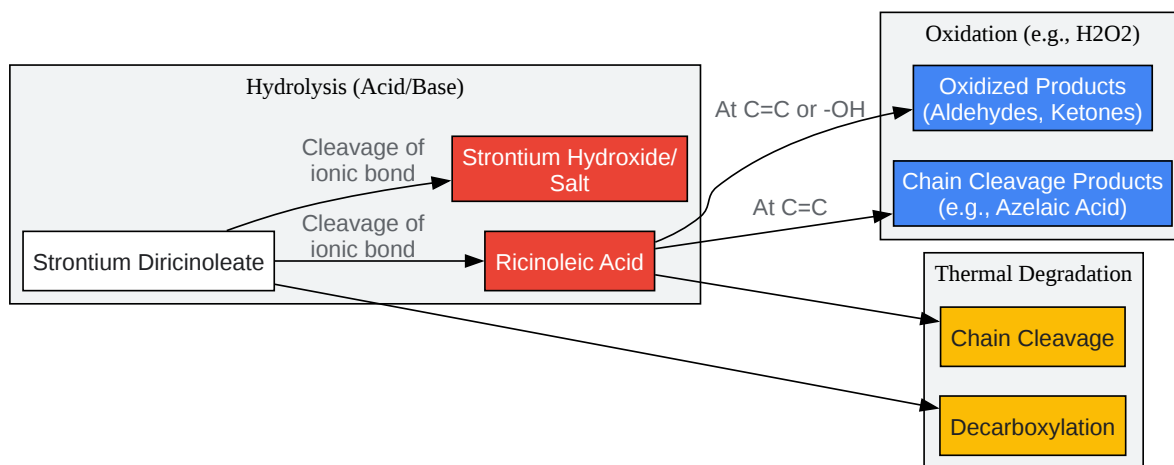 Hydrolysis (Acid/Base)
Cleavage of
ionic bond
Strontium Hydroxide/
Salt
Cleavage of
ionic bond
Strontium Diricinoleate
Ricinoleic Acid
At C=C or -OH
At C=C
Oxidation (e.g., H2O2)
Oxidized Products
(Aldehydes, Ketones)
Chain Cleavage Products
(e.g., Azelaic Acid)
Thermal Degradation
Chain Cleavage
Decarboxylation